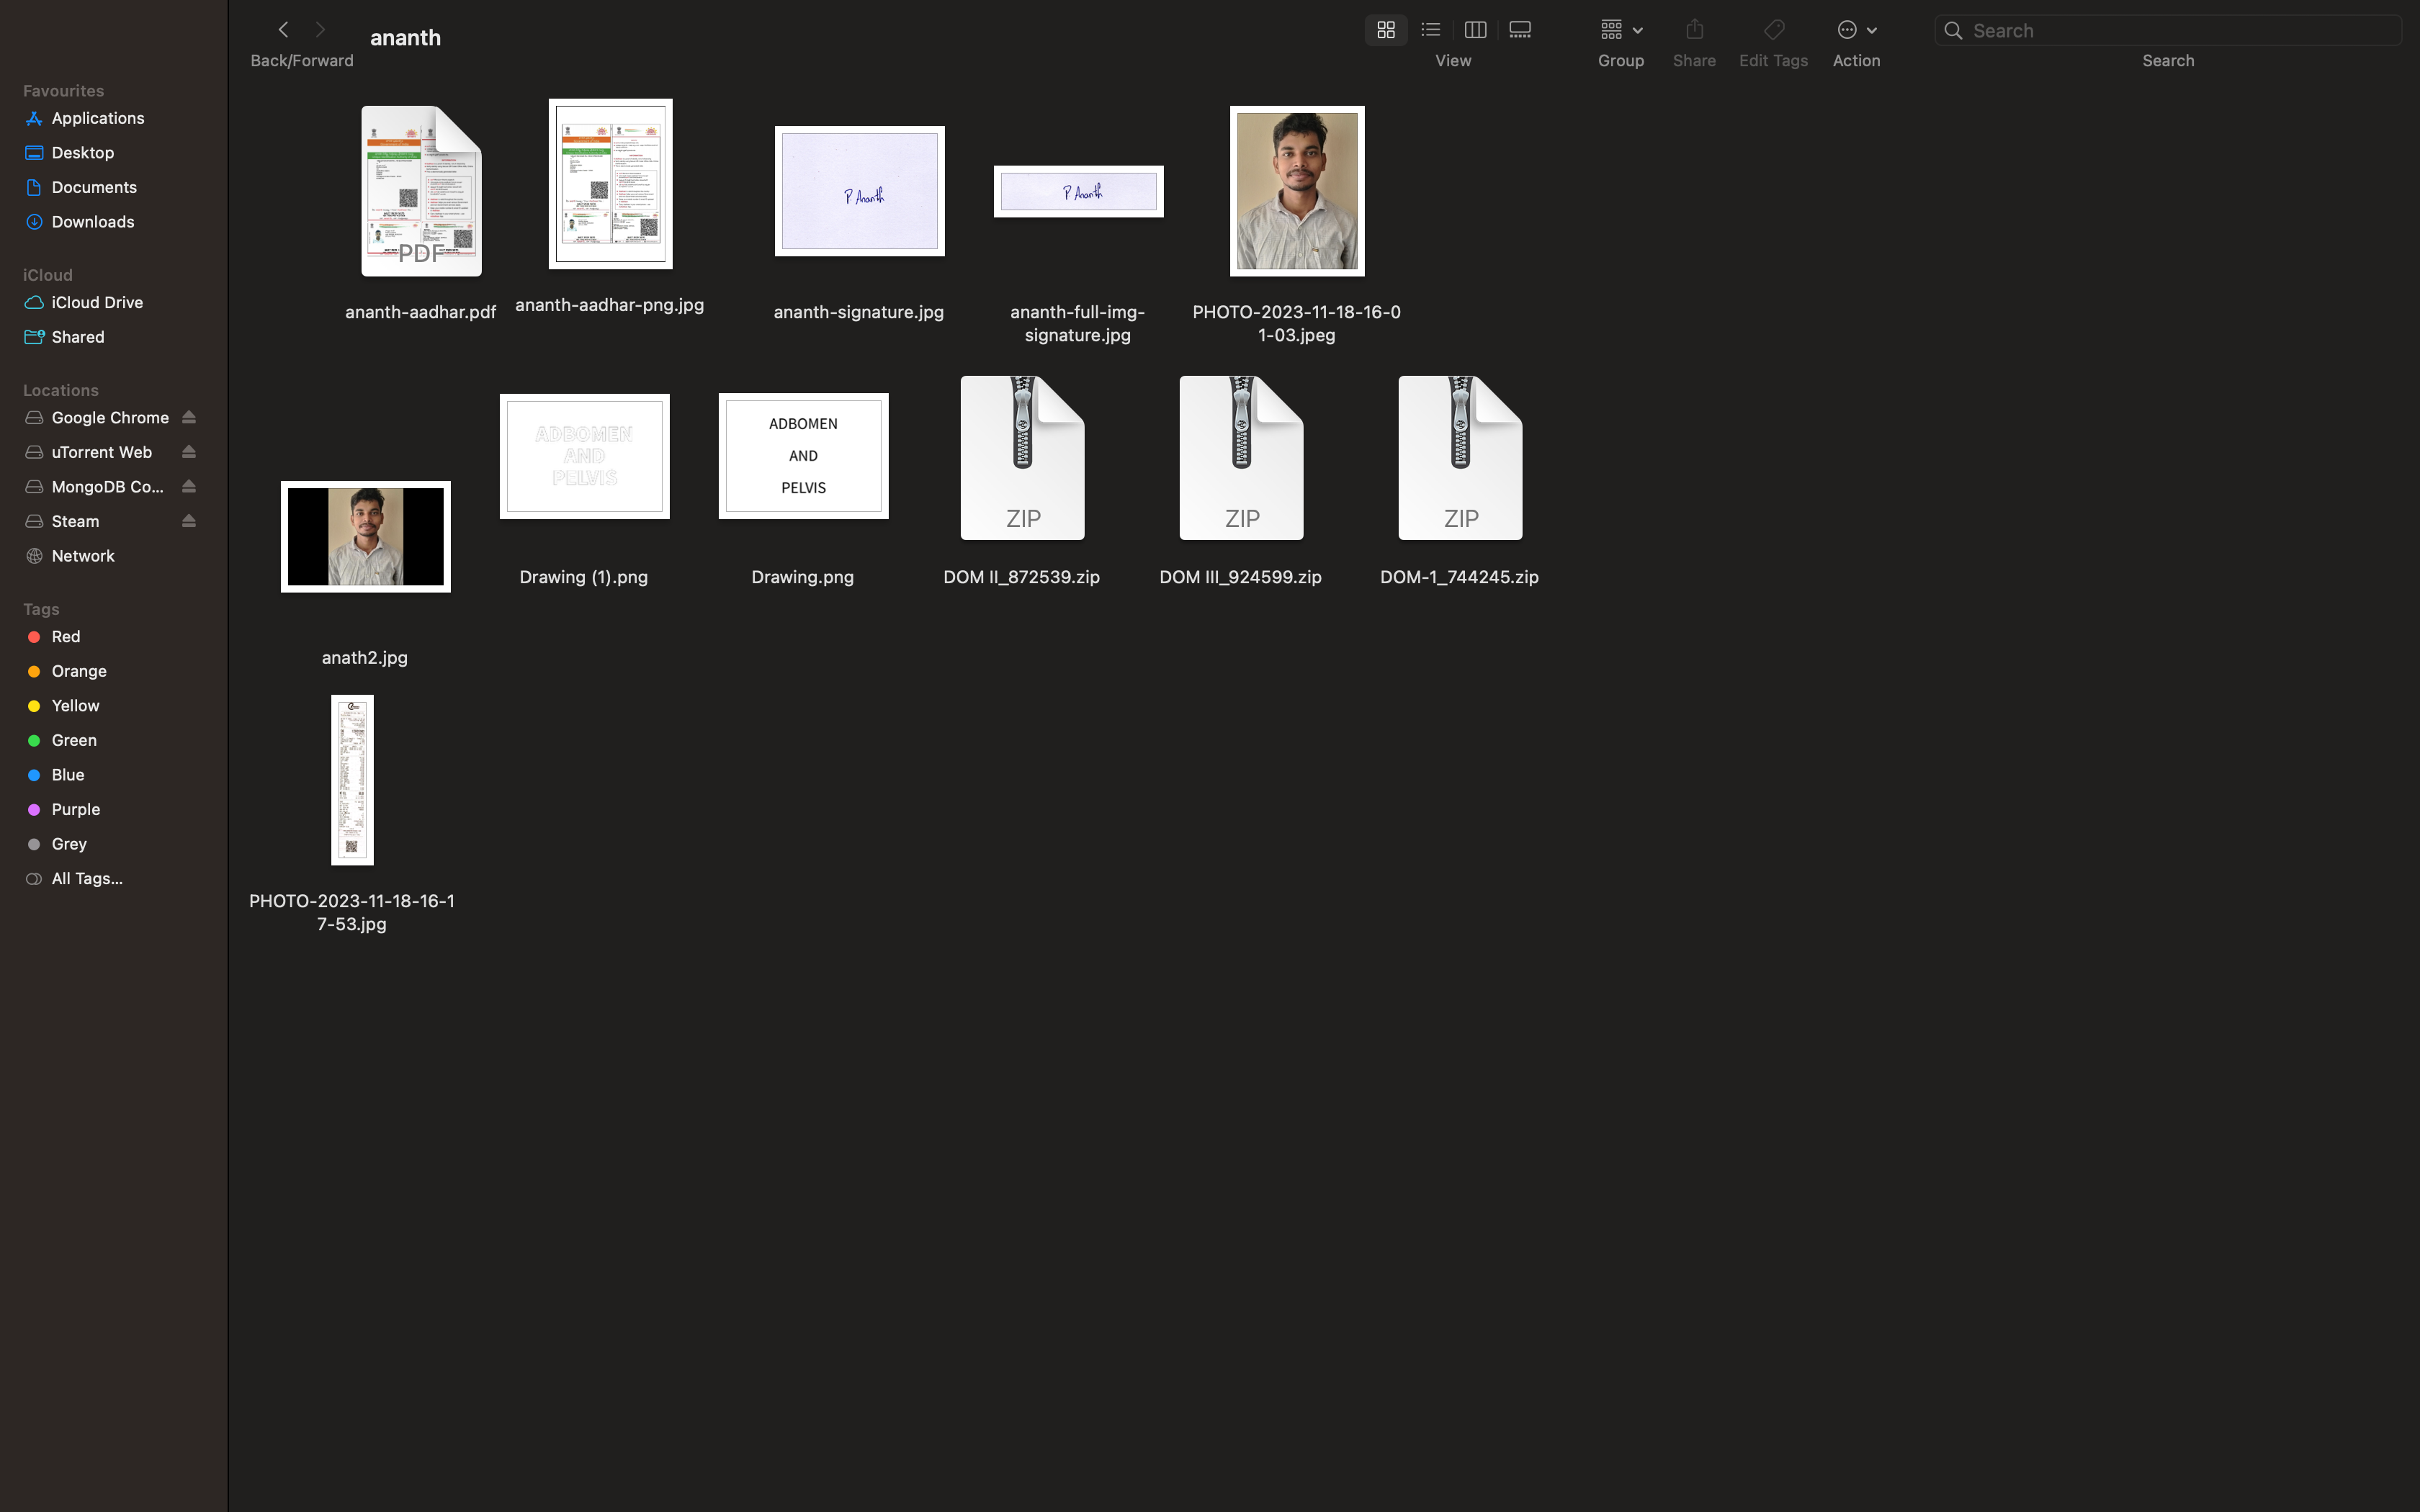 ananth
Back/Forward
View
Group
Share
Edit Tags
Action
Search
Search
Favourites
Applications
Desktop
Documents
Downloads
iCloud
iCloud Drive
Shared
Locations
Google Chrome
uTorrent Web
MongoDB Co...
Steam
Network
Tags
Red
Orange
Yellow
Green
Blue
Purple
Grey
All Tags...
PDF
ananth-aadhar.pdf
ananth-aadhar-png.jpg
P Ananth
ananth-signature.jpg
P Ananth
ananth-full-img-
signature.jpg
PHOTO-2023-11-18-16-0
1-03.jpeg
anath2.jpg
ADBOMEN
AND
PELVIS
Drawing (1).png
ADBOMEN
AND
PELVIS
Drawing.png
ZIP
DOM II_872539.zip
ZIP
DOM III_924599.zip
ZIP
DOM-1_744245.zip
PHOTO-2023-11-18-16-1
7-53.jpg